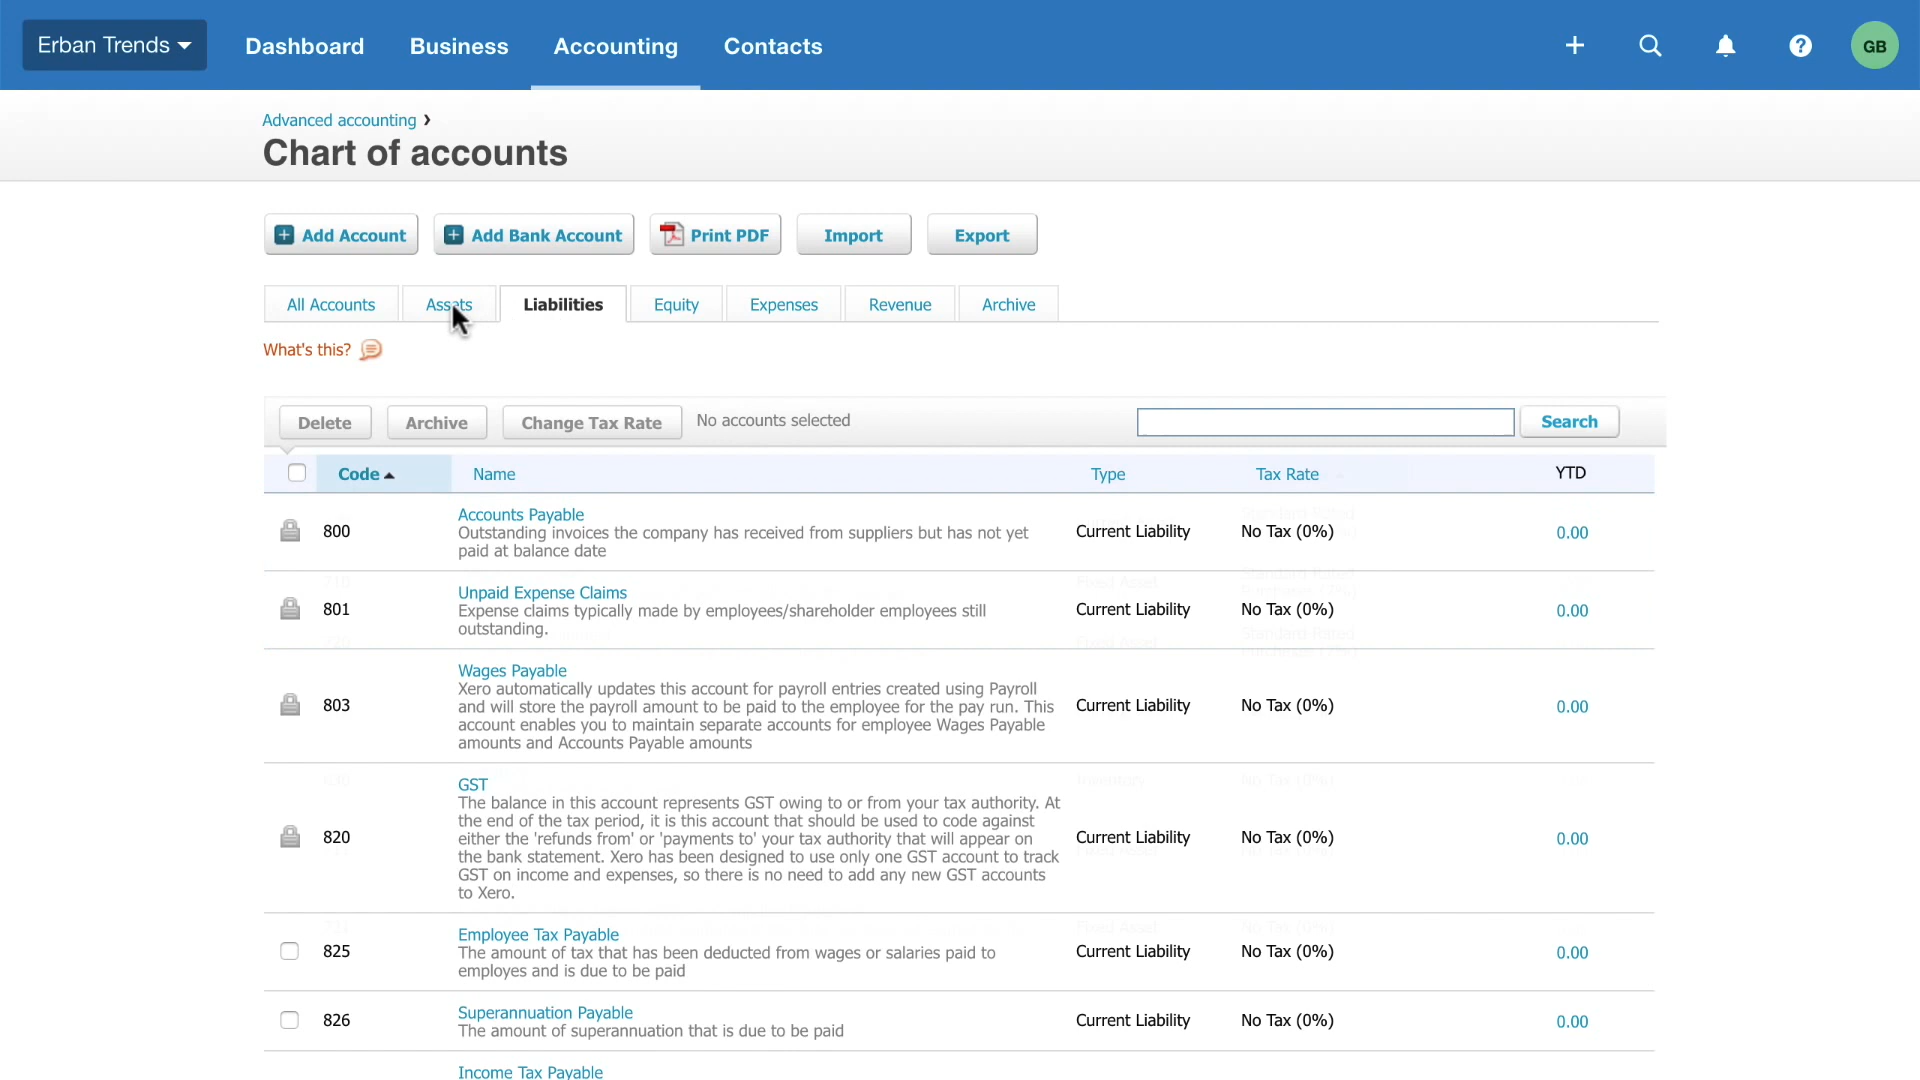 Erban Trends
Dashboard
Business
Accounting
Contacts
GB
Advanced accounting ›
Chart of accounts
Add Account
Add Bank Account
Print PDF
Import
Export
All Accounts
Assets
Liabilities
Equity
Expenses
Revenue
Archive
What's this?
Delete
Archive
Change Tax Rate
No accounts selected
Search
Code
Name
Type
Tax Rate
YTD
800
Accounts Payable
Outstanding invoices the company has received from suppliers but has not yet
paid at balance date
Current Liability
No Tax (0%)
0.00
801
Unpaid Expense Claims
Expense claims typically made by employees/shareholder employees still
outstanding.
Current Liability
No Tax (0%)
0.00
803
Wages Payable
Xero automatically updates this account for payroll entries created using Payroll
and will store the payroll amount to be paid to the employee for the pay run. This
account enables you to maintain separate accounts for employee Wages Payable
amounts and Accounts Payable amounts
Current Liability
No Tax (0%)
0.00
820
GST
The balance in this account represents GST owing to or from your tax authority. At
the end of the tax period, it is this account that should be used to code against
either the 'refunds from' or 'payments to' your tax authority that will appear on
the bank statement. Xero has been designed to use only one GST account to track
GST on income and expenses, so there is no need to add any new GST accounts
to Xero.
Current Liability
No Tax (0%)
0.00
825
Employee Tax Payable
The amount of tax that has been deducted from wages or salaries paid to
employes and is due to be paid
Current Liability
No Tax (0%)
0.00
826
Superannuation Payable
The amount of superannuation that is due to be paid
Current Liability
No Tax (0%)
0.00
Income Tax Payable